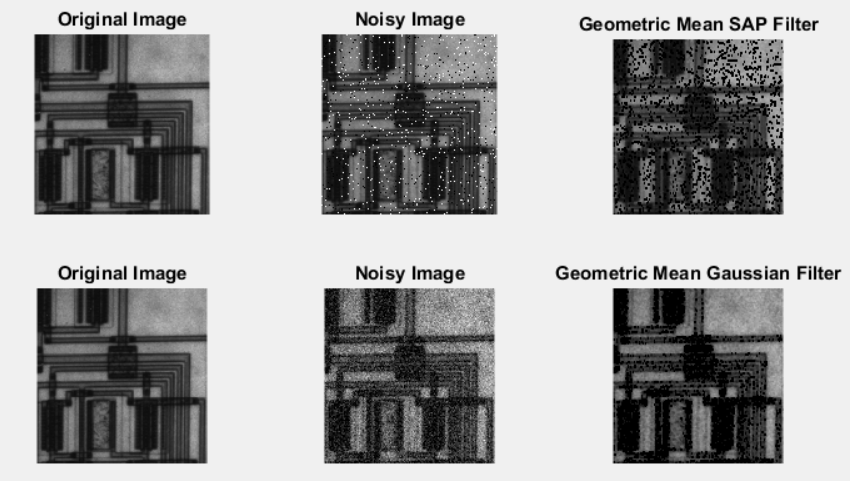 Original Image
Noisy Image
Geometric Mean SAP Filter
Original Image
Noisy Image
Geometric Mean Gaussian Filter